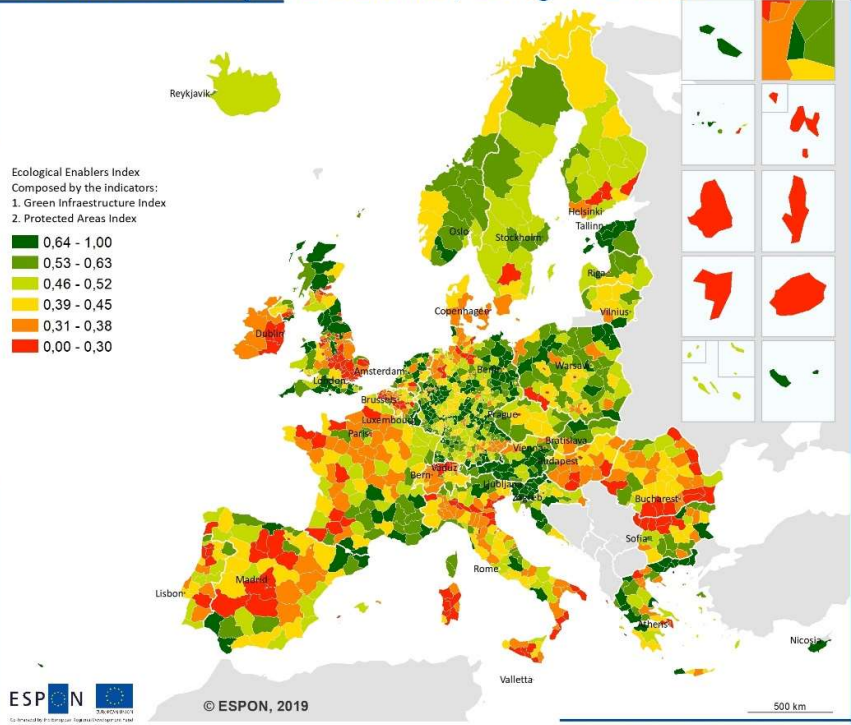 Reykjavik
Ecological Enablers Index
Composed by the indicators:
1. Green Infraestructure Index
2. Protected Areas Index
0,64 - 1,00
0,53 - 0,63
0,46 - 0,52
0,39 - 0,45
0,31 - 0,38
0,00 - 0,30
Helsinki
Tallinn
Oslo
Stockholm
Riga
Copenhagen
Vilnius
Dublin
Amsterdam
Berlin
Warsaw
London
Brussels
Prague
Luxembourg
Paris
Bratislava
Vienna
Budapest
Vaduz
Bern
Ljubljana
Zagreb
Bucharest
Sofia
Rome
Madrid
Lisbon
Athens
Nicosia
Valletta
ESPON
© ESPON, 2019
500 km